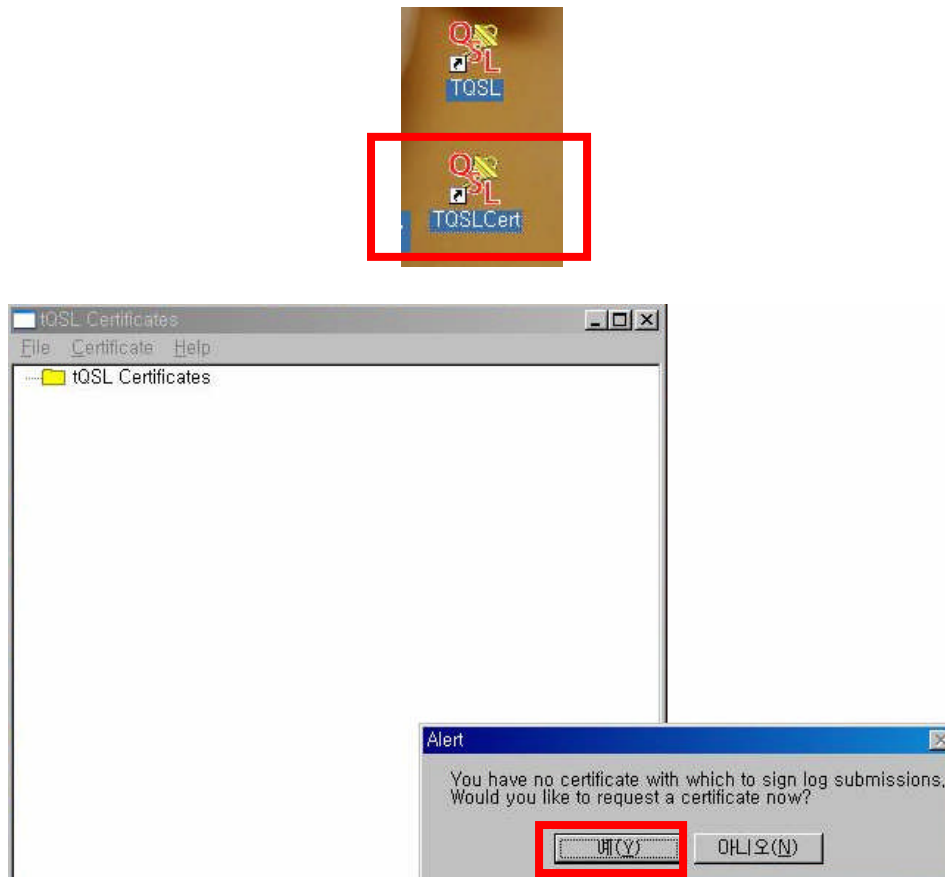 QSL
TQSL
QSL
TQSLCert
tQSL Certificates
File Certificate Help
tQSL Certificates
Alert
You have no certificate with which to sign log submissions,
Would you like to request a certificate now?
예(Y) 아니오(N)